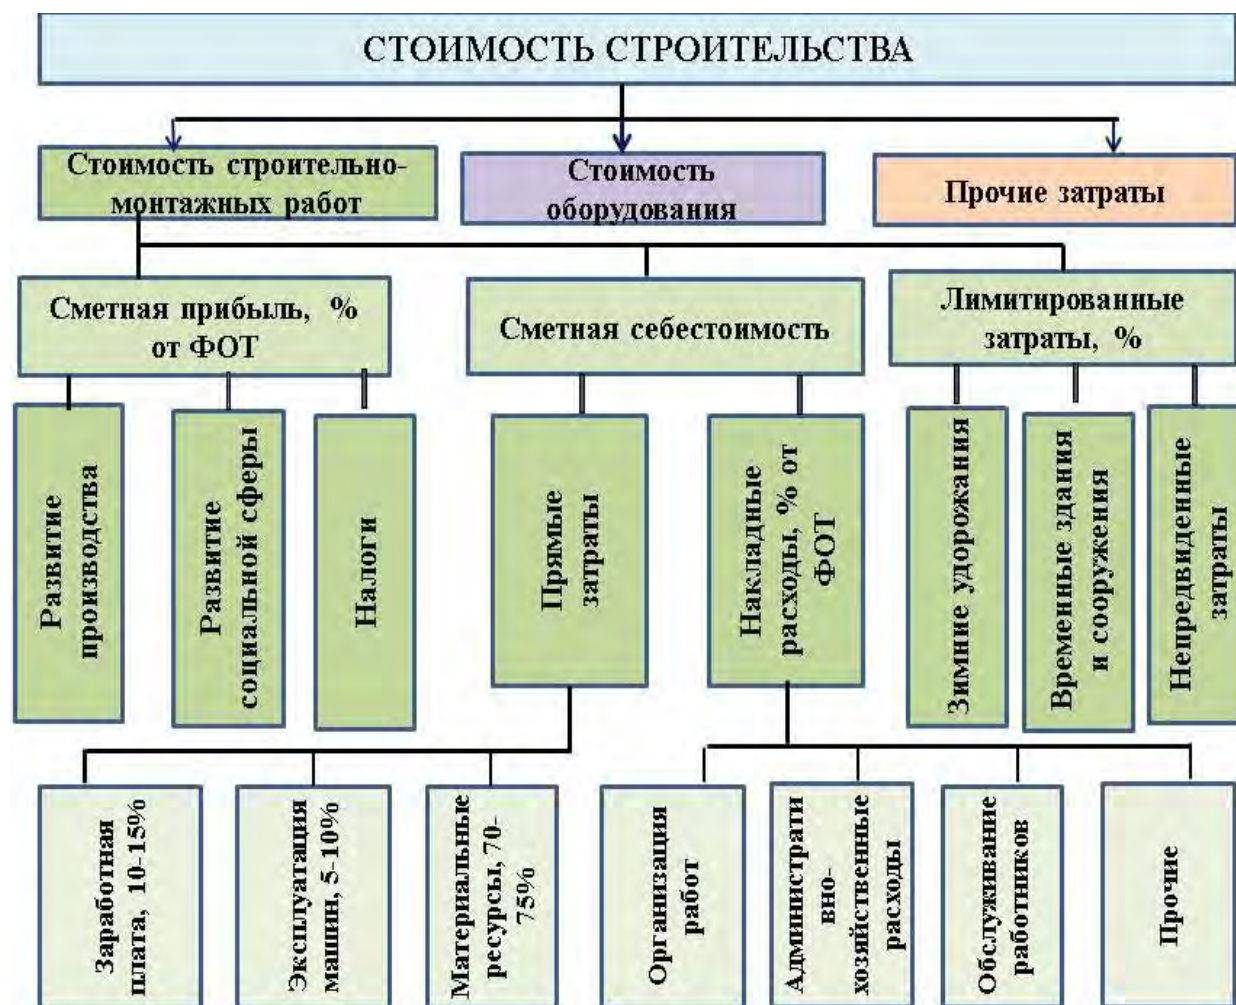 СТОИМОСТЬ СТРОИТЕЛЬСТВА
Стоимость строительно-
монтажных работ
Стоимость
оборудования
Прочие затраты
Сметная прибыль, %
от ФОТ
Сметная себестоимость
Лимитированные
затраты, %
Развитие
производства
Развитие
социальной сферы
Налоги
Прямые
затраты
Накладные
расходы, % от
ФОТ
Зимние удорожания
Временные здания
и сооружения
Непредвиденные
затраты
Заработная
плата, 10-15%
Эксплуатация
машин, 5-10%
Материальные
ресурсы, 70-
75%
Организация
работ
Администрати
вно-
хозяйственные
расходы
Обслуживание
работников
Прочие